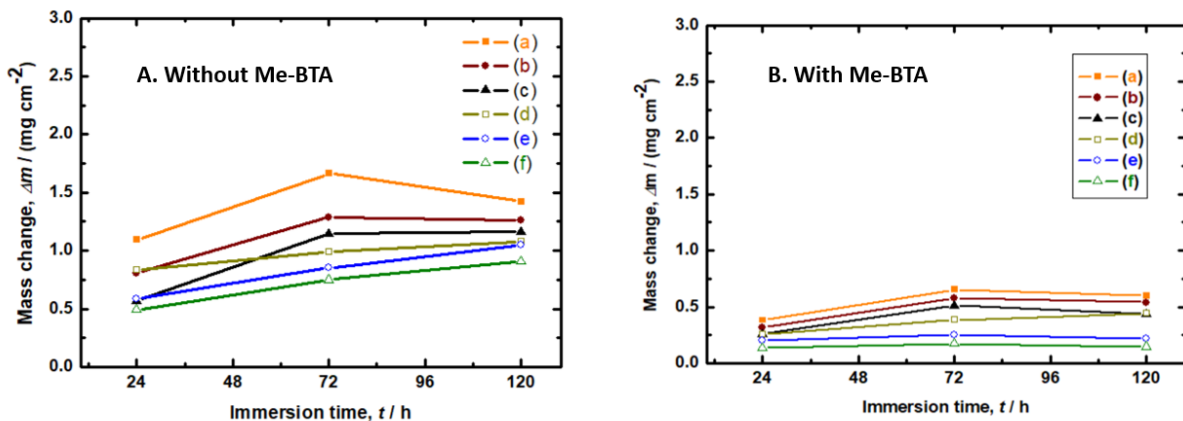 A. Without Me-BTA
(a)
(b)
(c)
(d)
(e)
(f)
Mass change, Δm / (mg cm⁻²)
3.0
2.5
2.0
1.5
1.0
0.5
0.0
24 48 72 96 120
Immersion time, t / h
B. With Me-BTA
(a)
(b)
(c)
(d)
(e)
(f)
Mass change, Δm / (mg cm⁻²)
3.0
2.5
2.0
1.5
1.0
0.5
0.0
24 48 72 96 120
Immersion time, t / h